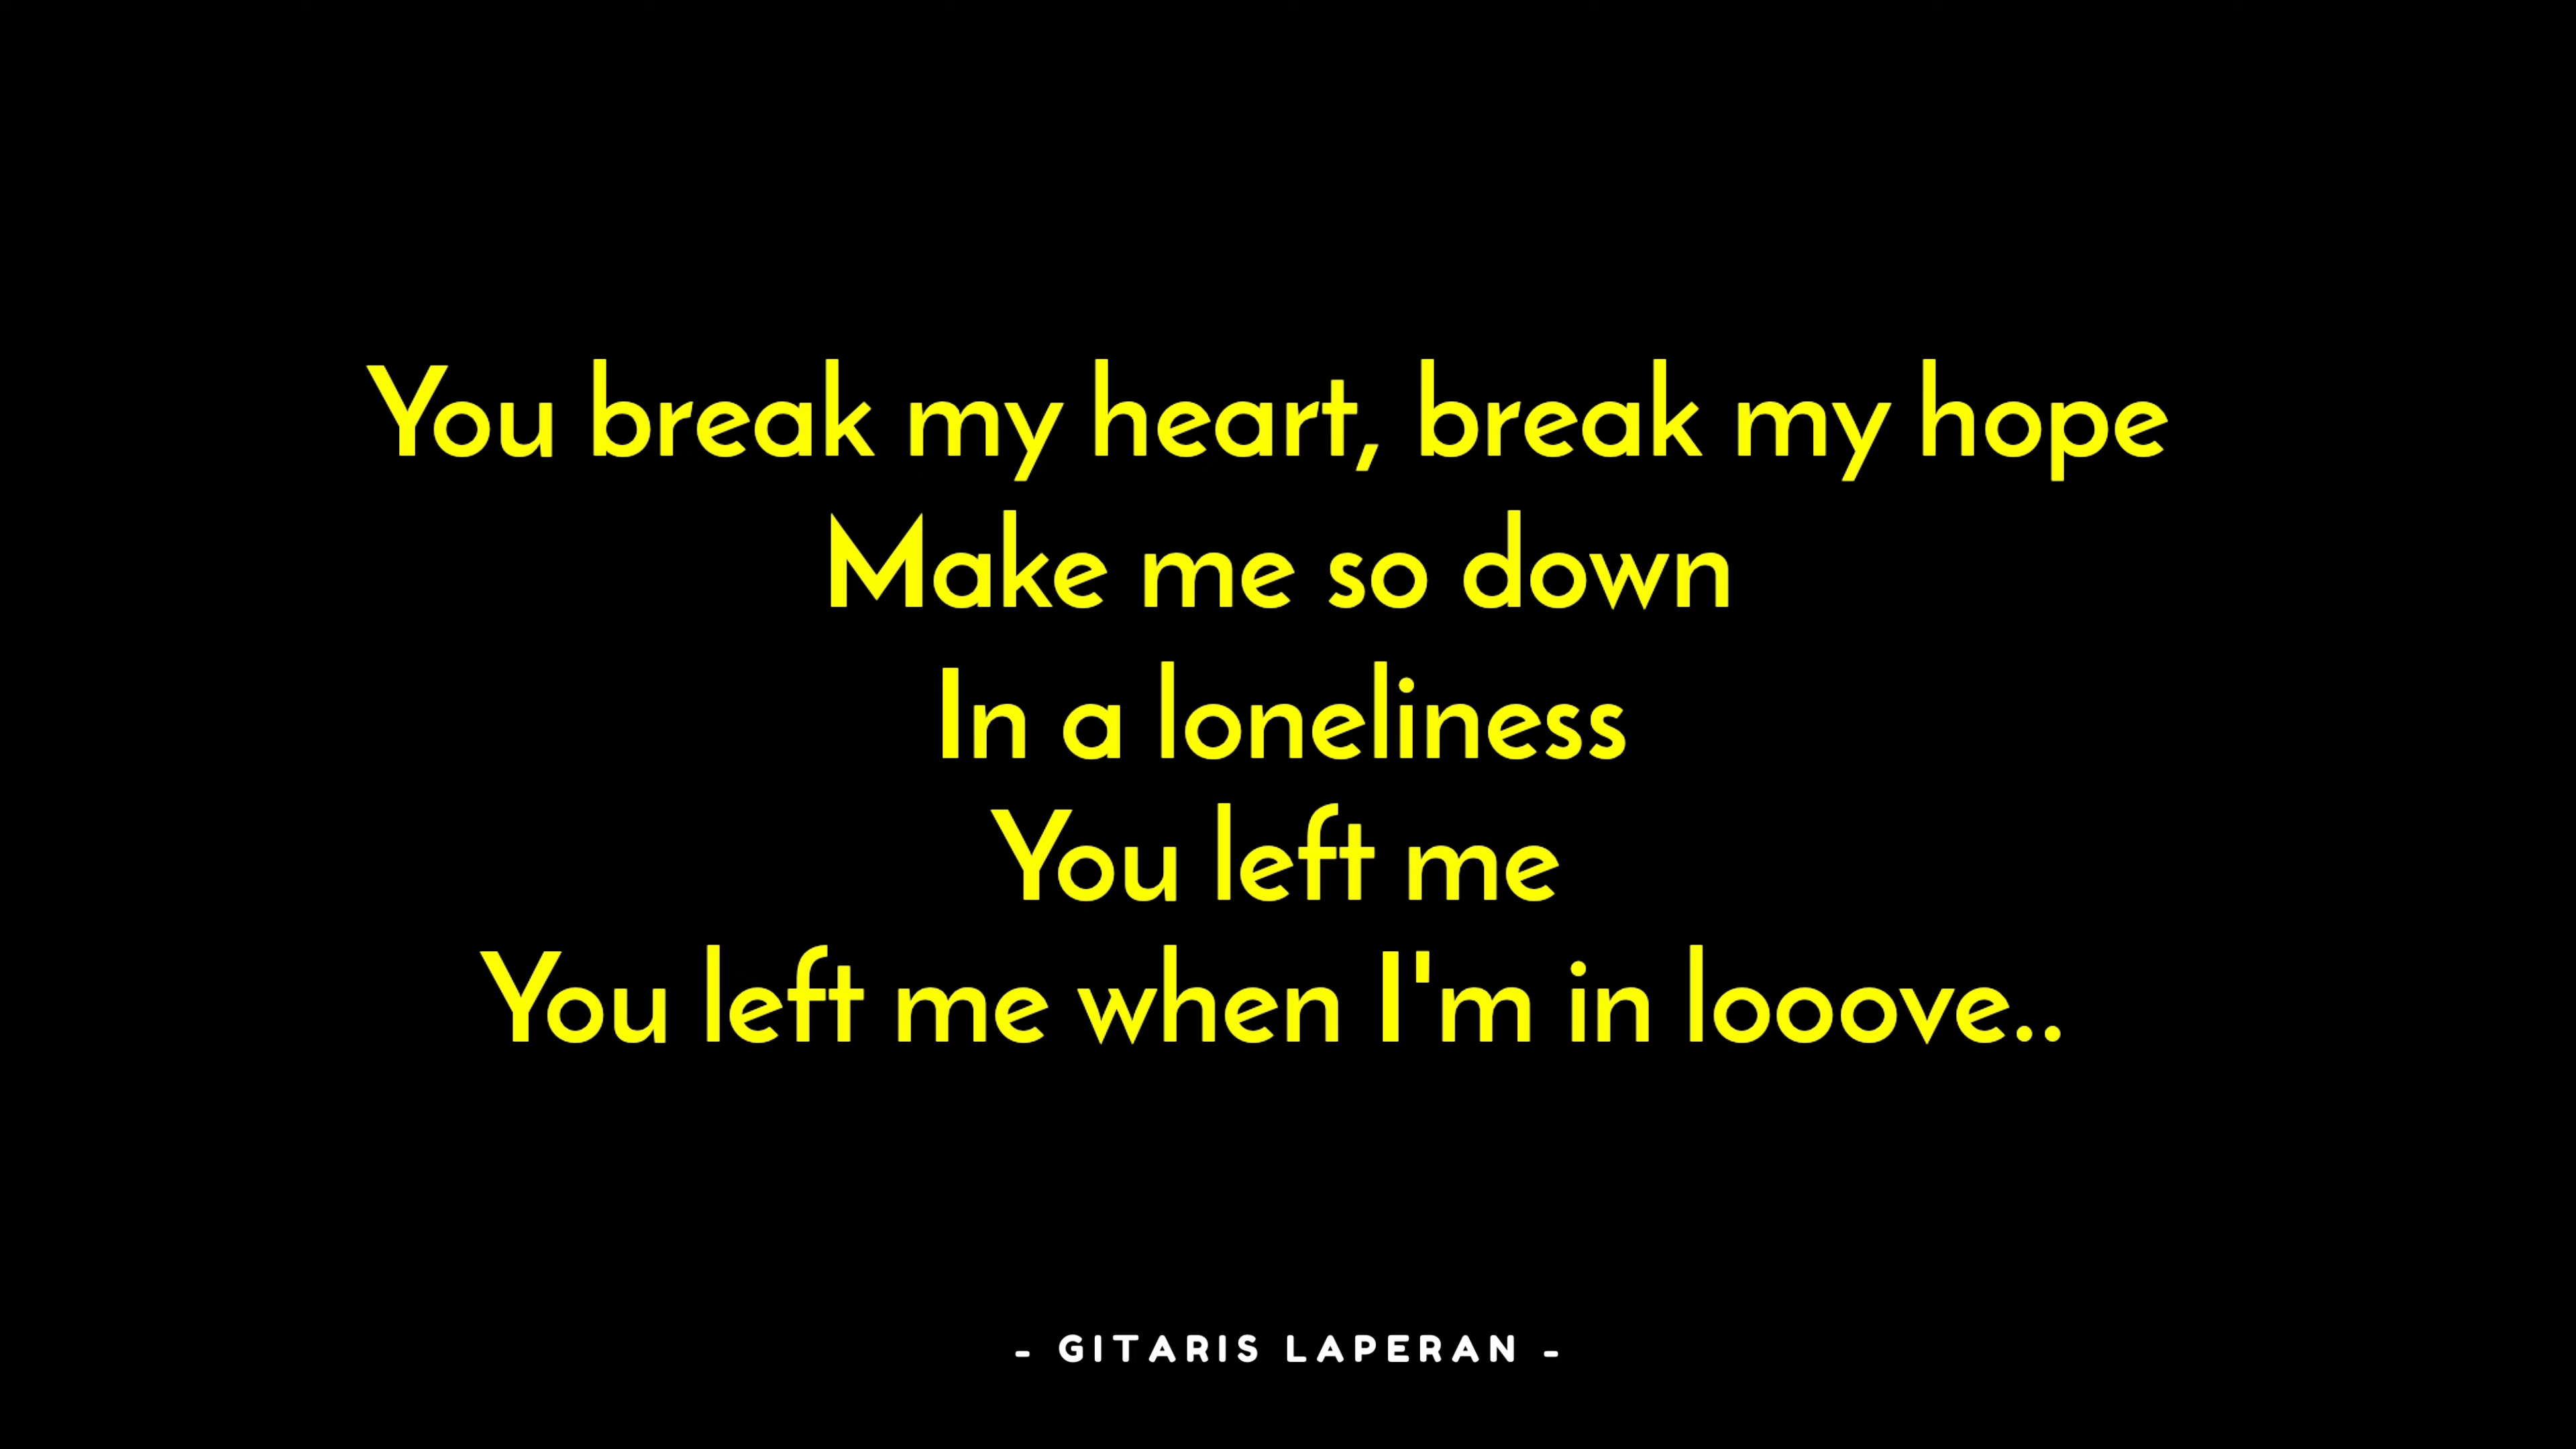 You break my heart, break my hope
Make me so down
In a loneliness
You left me
You left me when I'm in looove..
- GITARIS LAPERAN -